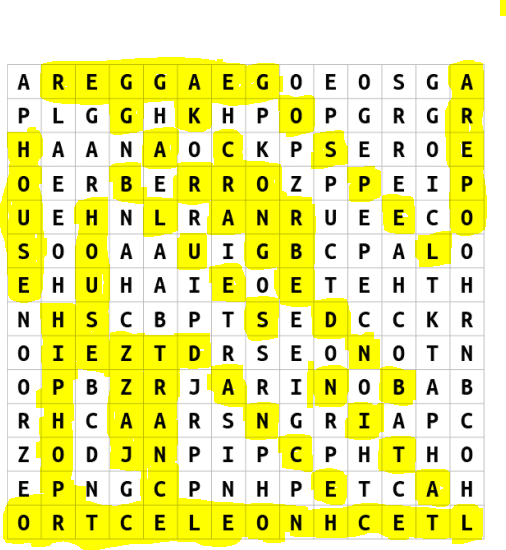 A R E G G A E G O E O S G A
P L G G H K H P O P G R G R
H A A N A O C K P S E R O E
O E R B E R R O Z P P E I P
U E H N L R A N R U E E C O
S O O A A U I G B C P A L O
E H U H A I E O E T E H T H
N H S C B P T S E D C C K R
O I E Z T D R S E O N O T N
O P B Z R J A R I N O B A B
R H C A A R S N G R I A P C
Z O D J N P I P C P H T H O
E P N G C P N H P E T C A H
O R T C E L E O N H C E T L